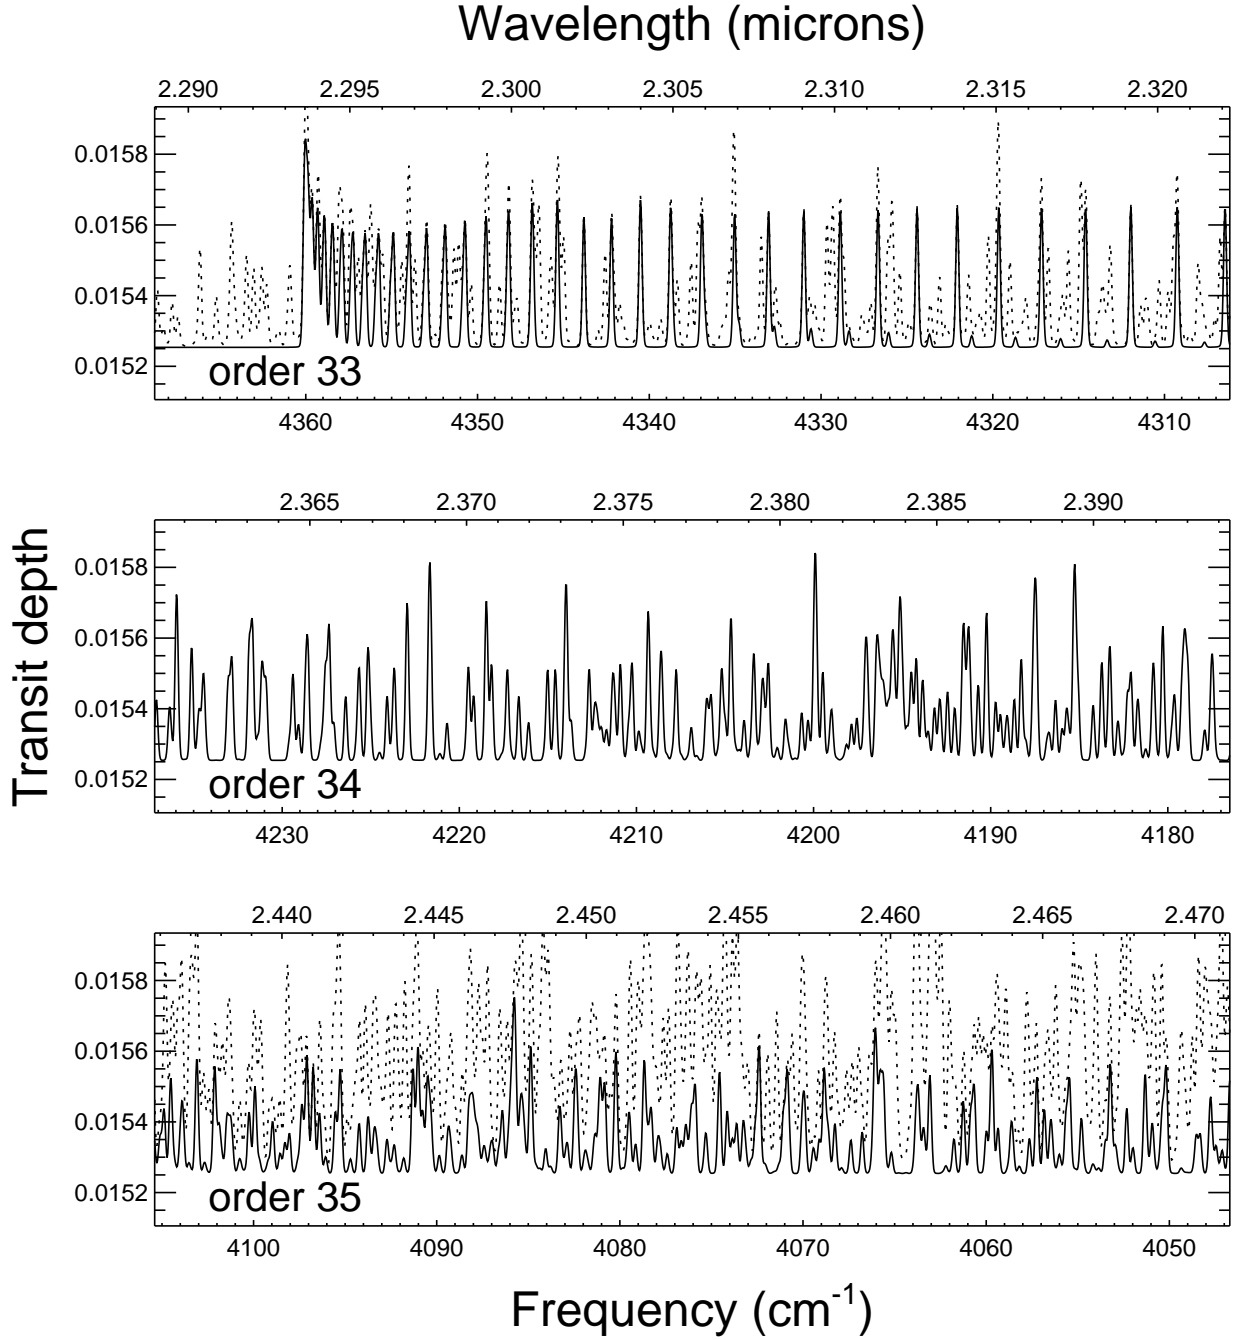 Wavelength (microns)
2.290 2.295 2.300 2.305 2.310 2.315 2.320
0.0158
0.0156
0.0154
0.0152
order 33
4360 4350 4340 4330 4320 4310
2.365 2.370 2.375 2.380 2.385 2.390
Transit depth
0.0158
0.0156
0.0154
0.0152
order 34
4230 4220 4210 4200 4190 4180
2.440 2.445 2.450 2.455 2.460 2.465 2.470
0.0158
0.0156
0.0154
0.0152
order 35
4100 4090 4080 4070 4060 4050
Frequency (cm-1)